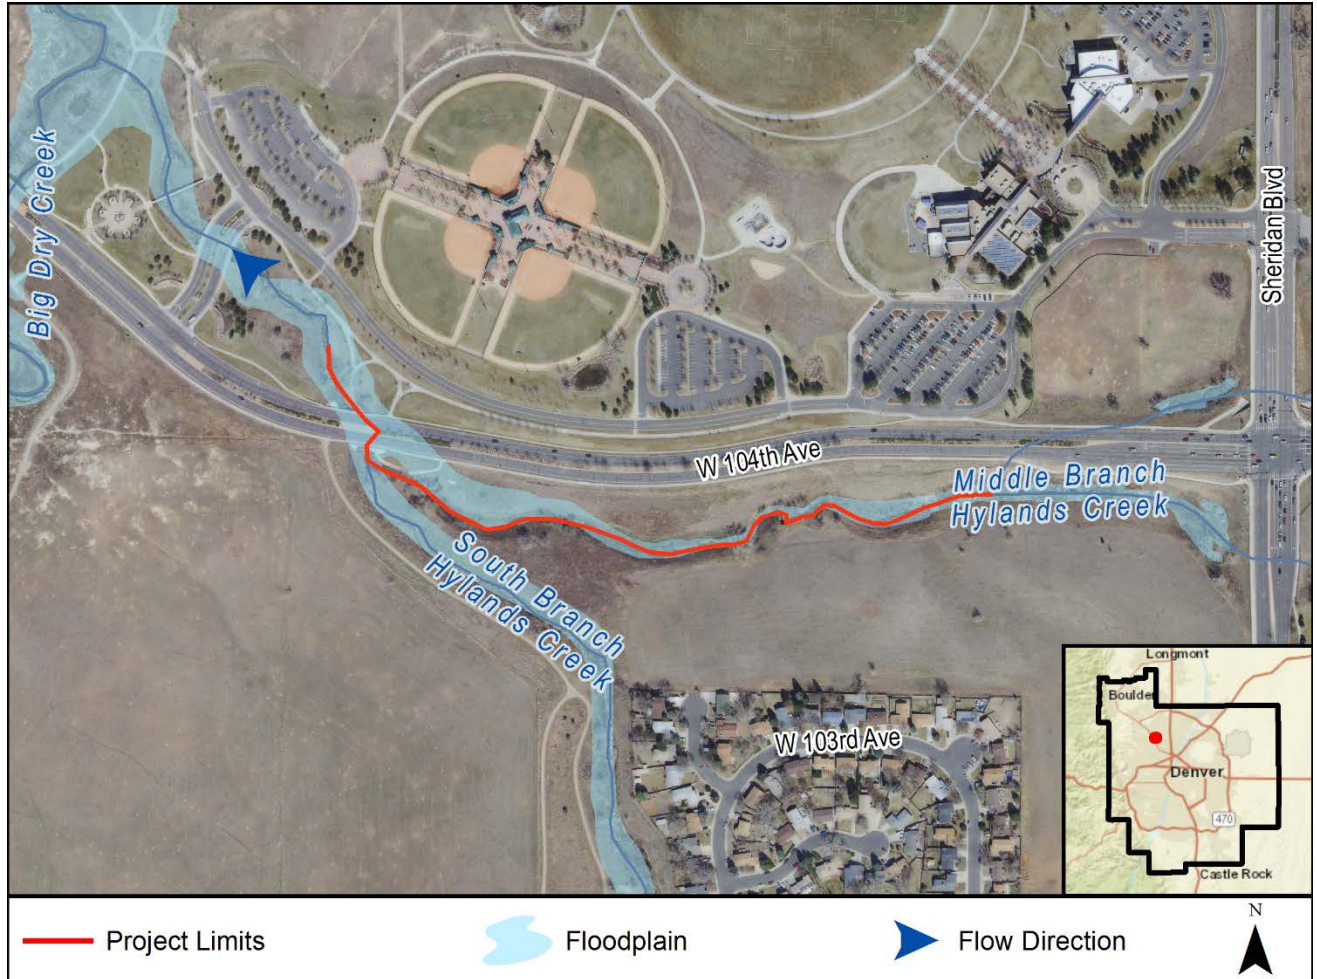 Big Dry Creek
Sheridan Blvd
W 104th Ave
Middle Branch
Hylands Creek
South Branch
Hylands Creek
W 103rd Ave
Longmont
Boulder
Denver
470
Castle Rock
Project Limits
Floodplain
Flow Direction
N